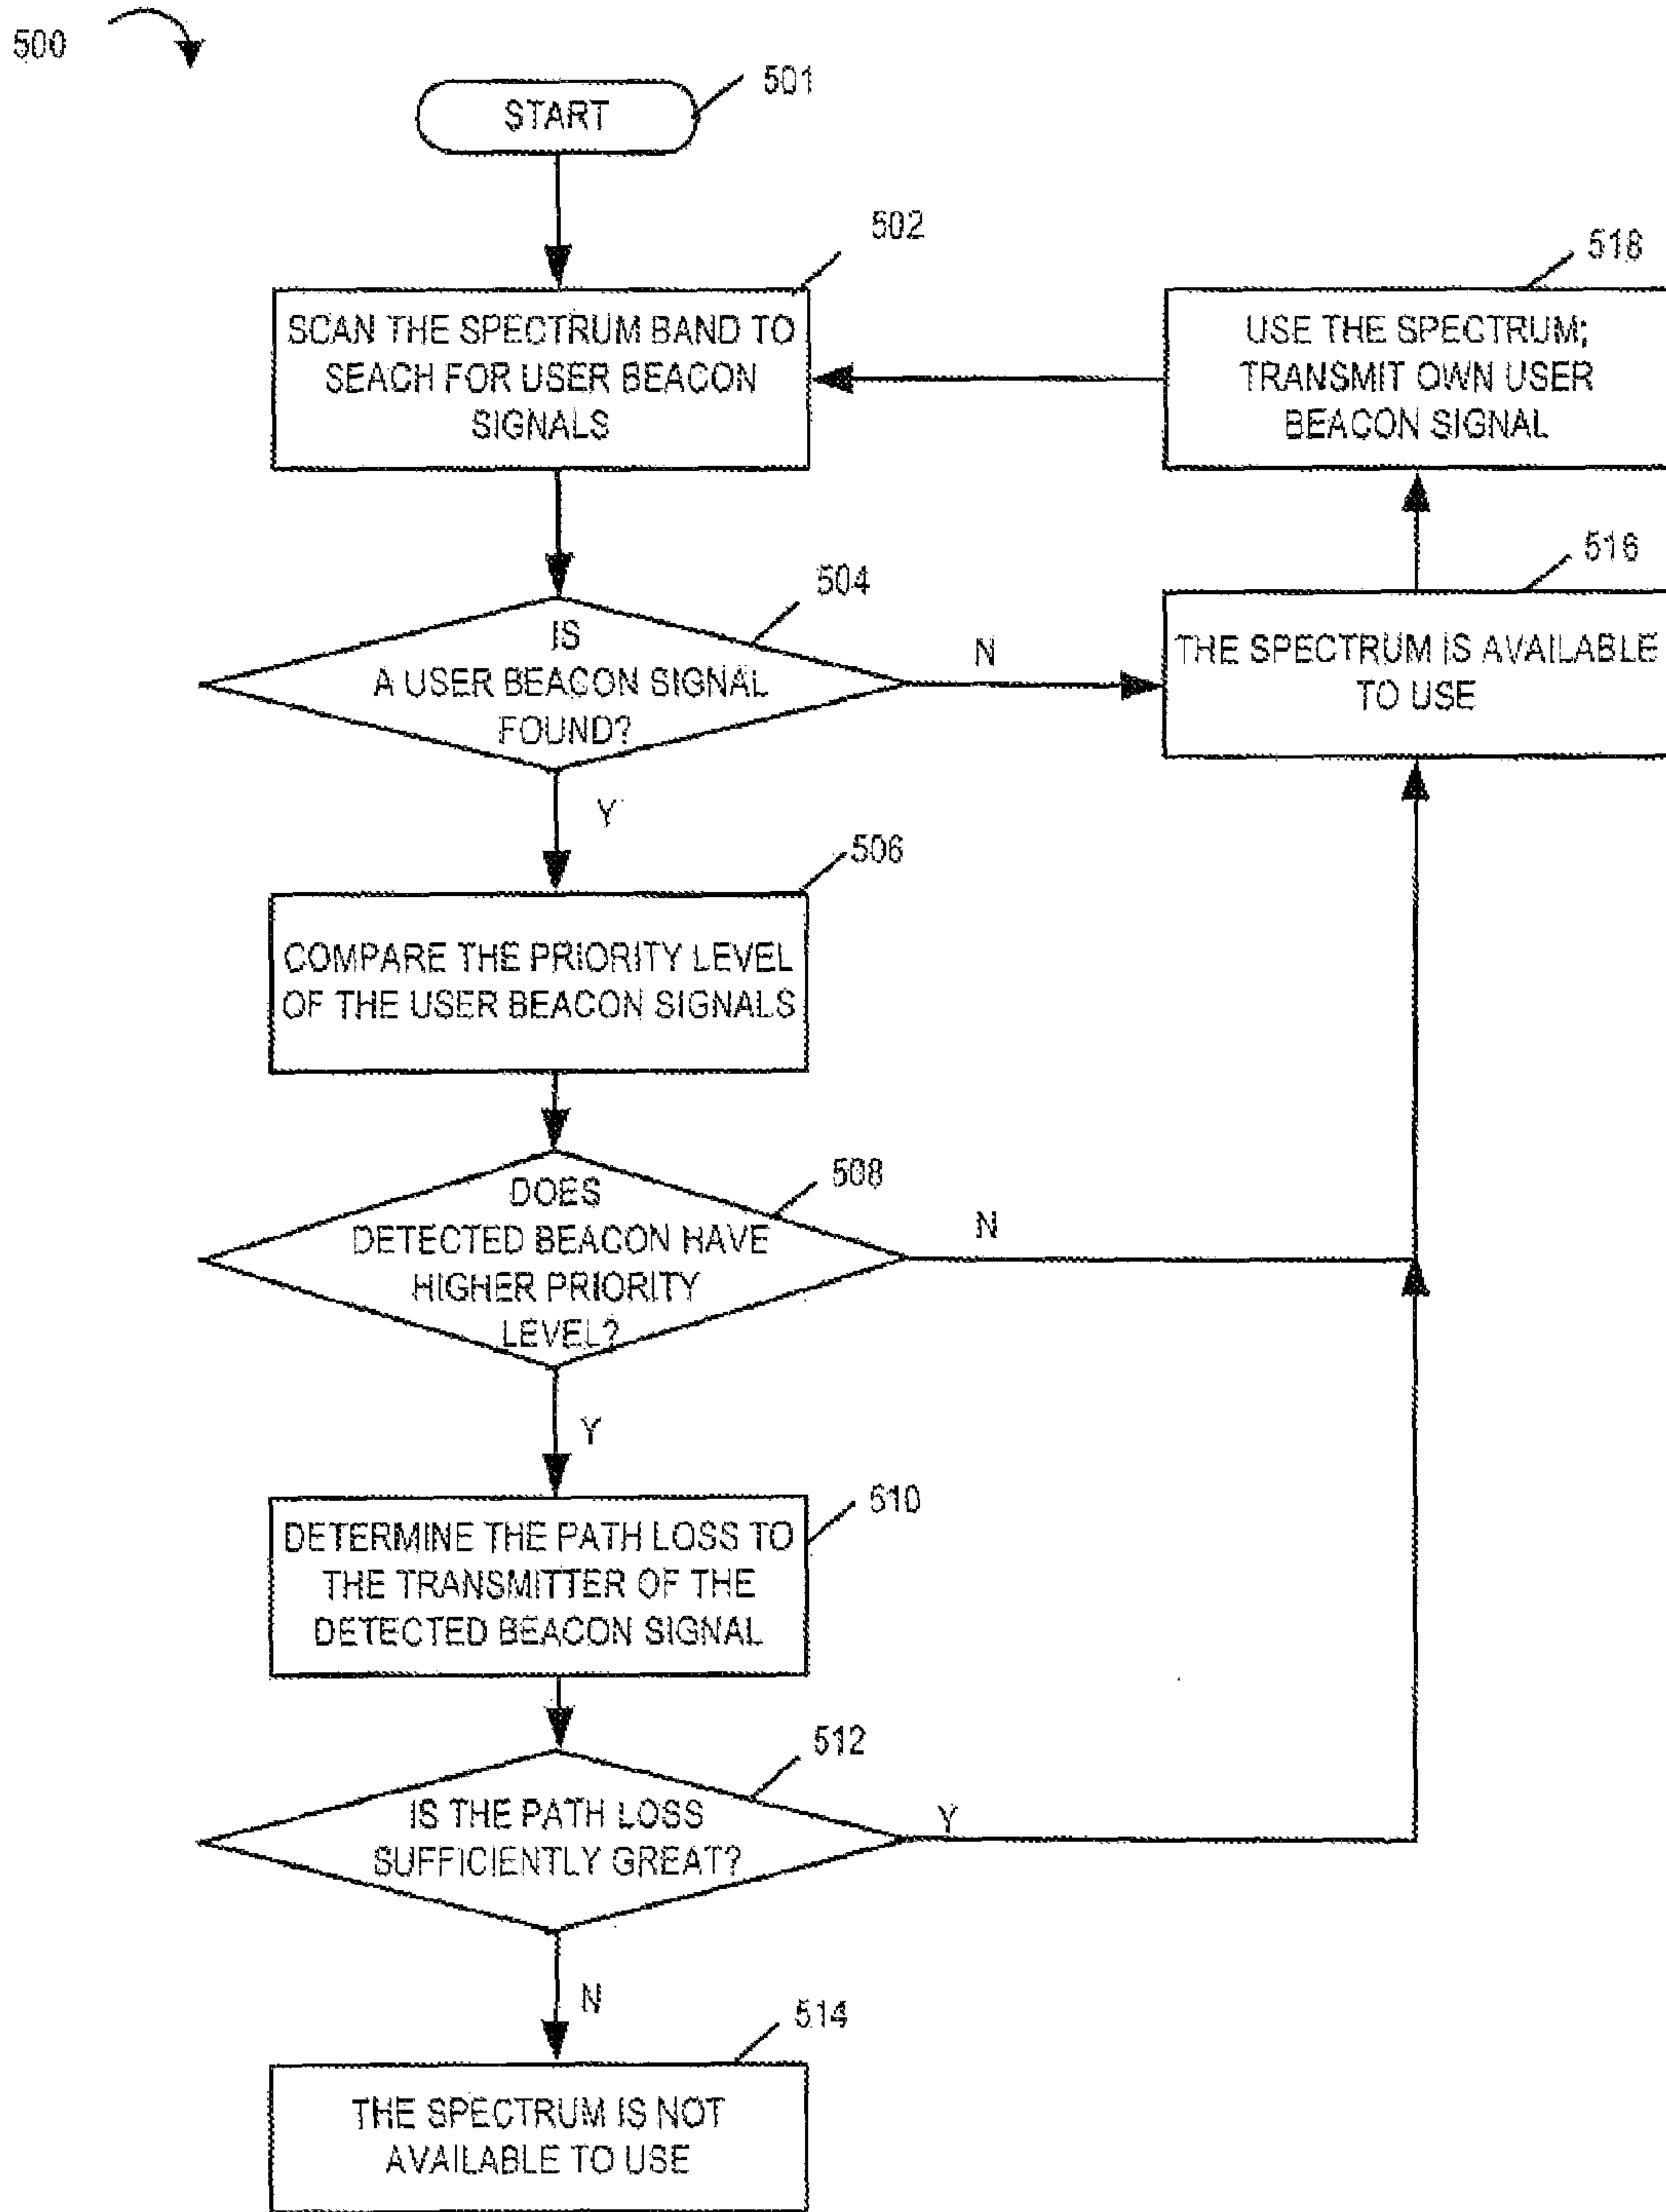 500
501
START
502
SCAN THE SPECTRUM BAND TO
SEACH FOR USER BEACON
SIGNALS
518
USE THE SPECTRUM;
TRANSMIT OWN USER
BEACON SIGNAL
504
IS
A USER BEACON SIGNAL
FOUND?
N
516
THE SPECTRUM IS AVAILABLE
TO USE
Y
506
COMPARE THE PRIORITY LEVEL
OF THE USER BEACON SIGNALS
508
DOES
DETECTED BEACON HAVE
HIGHER PRIORITY
LEVEL?
N
Y
510
DETERMINE THE PATH LOSS TO
THE TRANSMITTER OF THE
DETECTED BEACON SIGNAL
512
IS THE PATH LOSS
SUFFICIENTLY GREAT?
Y
N
514
THE SPECTRUM IS NOT
AVAILABLE TO USE